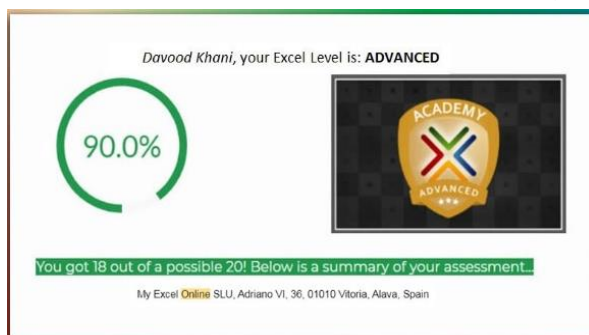 Davood Khani, your Excel Level is: ADVANCED
90.0%
ACADEMY
ADVANCED
You got 18 out of a possible 20! Below is a summary of your assessment...
My Excel Online SLU, Adriano VI, 36, 01010 Vitoria, Alava, Spain